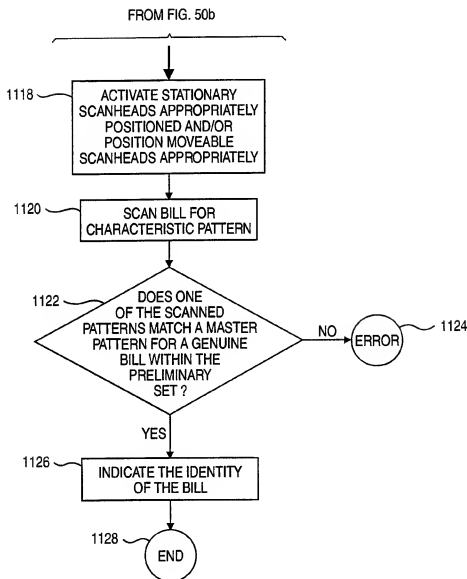 FROM FIG. 50b
1118
ACTIVATE STATIONARY
SCANHEADS APPROPRIATELY
POSITIONED AND/OR
POSITION MOVEABLE
SCANHEADS APPROPRIATELY
1120
SCAN BILL FOR
CHARACTERISTIC PATTERN
1122
DOES ONE
OF THE SCANNED
PATTERNS MATCH A MASTER
PATTERN FOR A GENUINE
BILL WITHIN THE
PRELIMINARY
SET ?
NO
ERROR
1124
YES
1126
INDICATE THE IDENTITY
OF THE BILL
1128
END